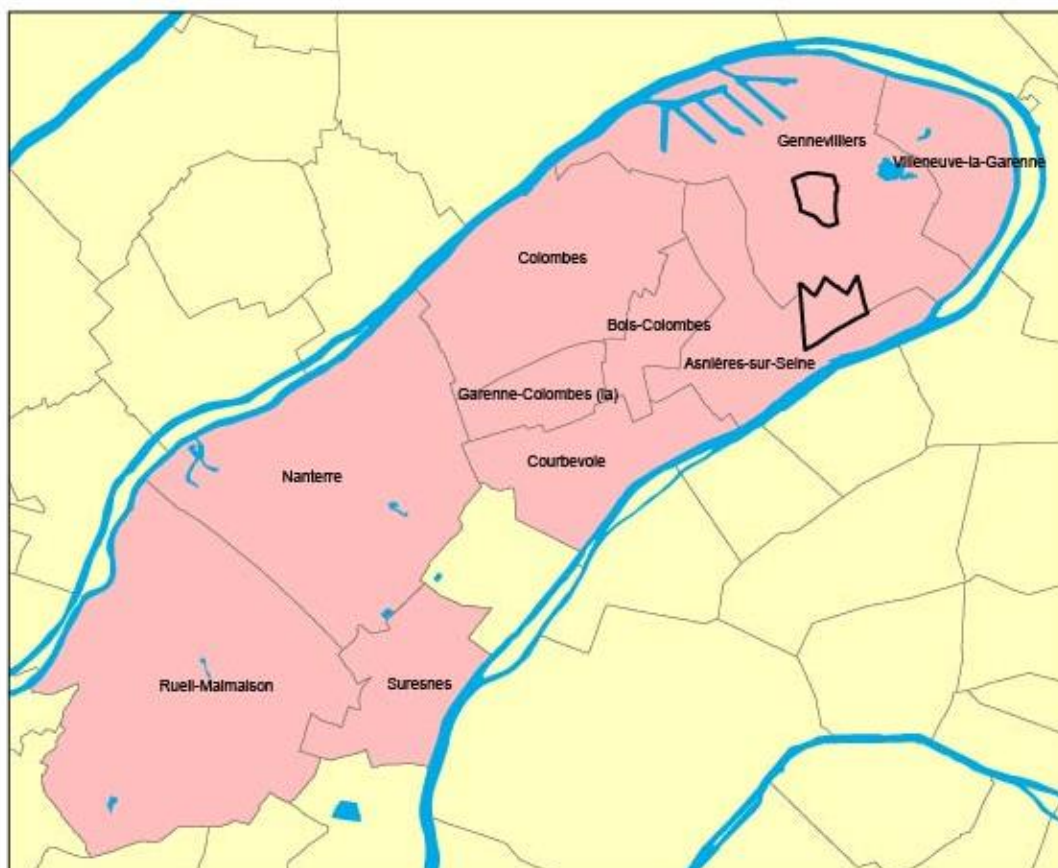 Gennevilliers
Villeneuve-la-Garenne
Colombes
Bois-Colombes
Asnières-sur-Seine
Garenne-Colombes (la)
Courbevoie
Nanterre
Rueil-Malmaison
Suresnes